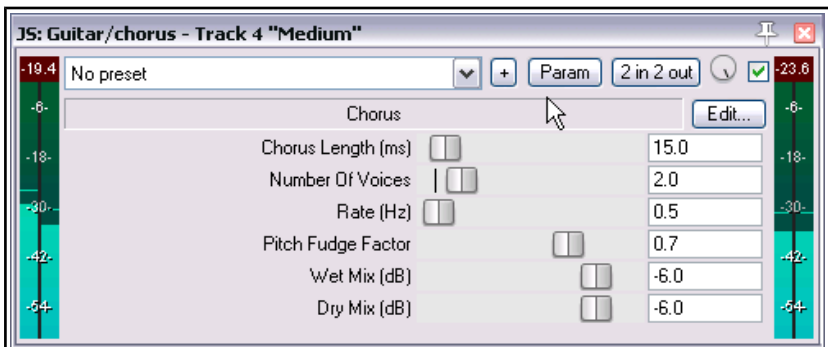 JS: Guitar/chorus - Track 4 "Medium"
-19.4 No preset + Param 2 in 2 out -23.6
-6- Chorus Edit... -6-
Chorus Length (ms) 15.0
-18- -18-
Number Of Voices 2.0
-30- Rate (Hz) 0.5 -30-
Pitch Fudge Factor 0.7
-42- -42-
Wet Mix (dB) -6.0
-54- Dry Mix (dB) -6.0 -54-